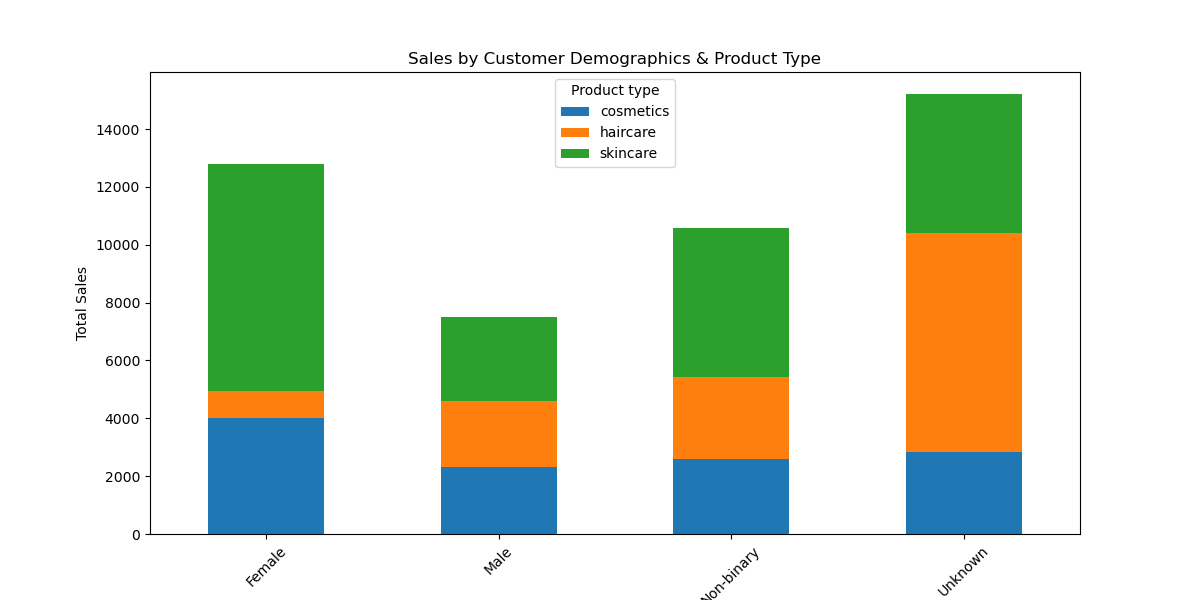 Sales by Customer Demographics & Product Type
Product type
cosmetics
haircare
skincare
Total Sales
14000
12000
10000
8000
6000
4000
2000
0
Female
Male
Non-binary
Unknown